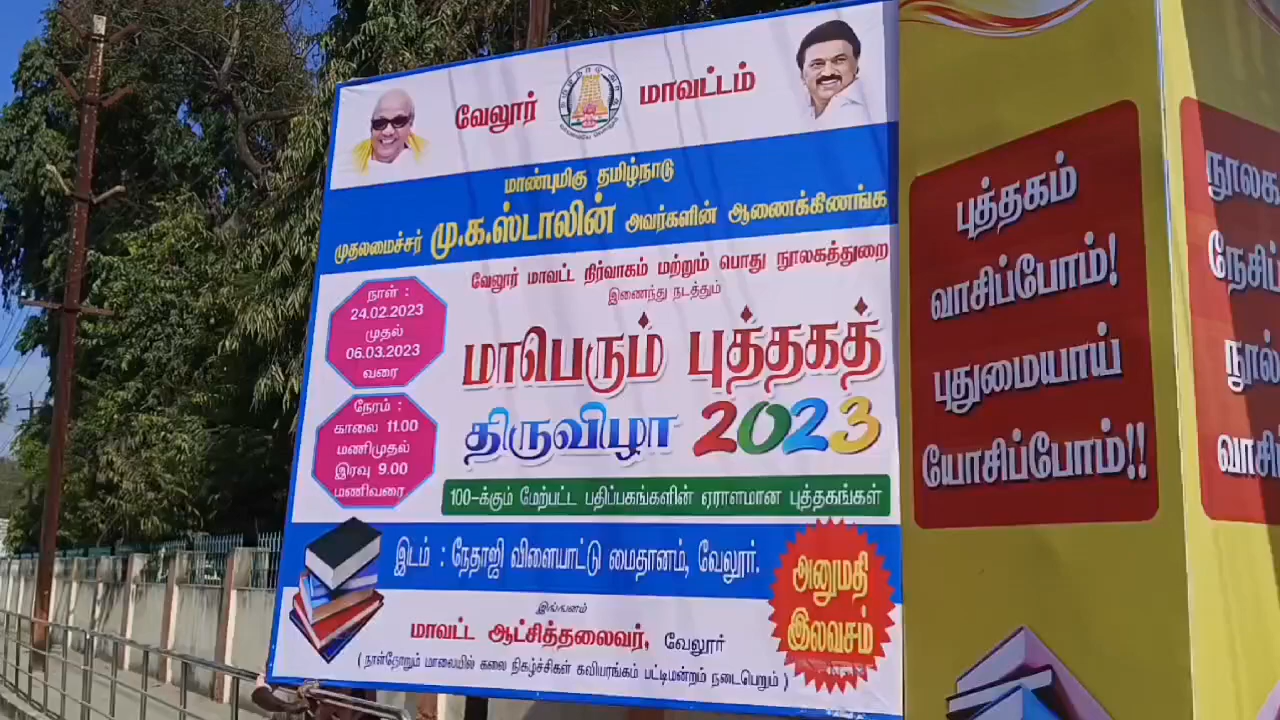 வேலூர் மாவட்டம்
மாண்புமிகு தமிழ்நாடு
முதலமைச்சர் மு.க.ஸ்டாலின் அவர்களின் ஆணைக்கிணங்க
வேலூர் மாவட்ட நிர்வாகம் மற்றும் பொது நூலகத்துறை
இணைந்து நடத்தும்
மாபெரும் புத்தகத்
திருவிழா 2023
நாள் :
24.02.2023
முதல்
06.03.2023
வரை
நேரம் :
காலை 11.00
மணிமுதல்
இரவு 9.00
மணிவரை
100-க்கும் மேற்பட்ட பதிப்பகங்களின் ஏராளமான புத்தகங்கள்
இடம் : நேதாஜி விளையாட்டு மைதானம், வேலூர்.
அனுமதி
இலவசம்
இங்ஙனம்
மாவட்ட ஆட்சித்தலைவர், வேலூர்
( நாள்தோறும் மாலையில் கலை நிகழ்ச்சிகள் கவியரங்கம் பட்டிமன்றம் நடைபெறும் )
புத்தகம்
வாசிப்போம்!
புதுமையாய்
யோசிப்போம்!!